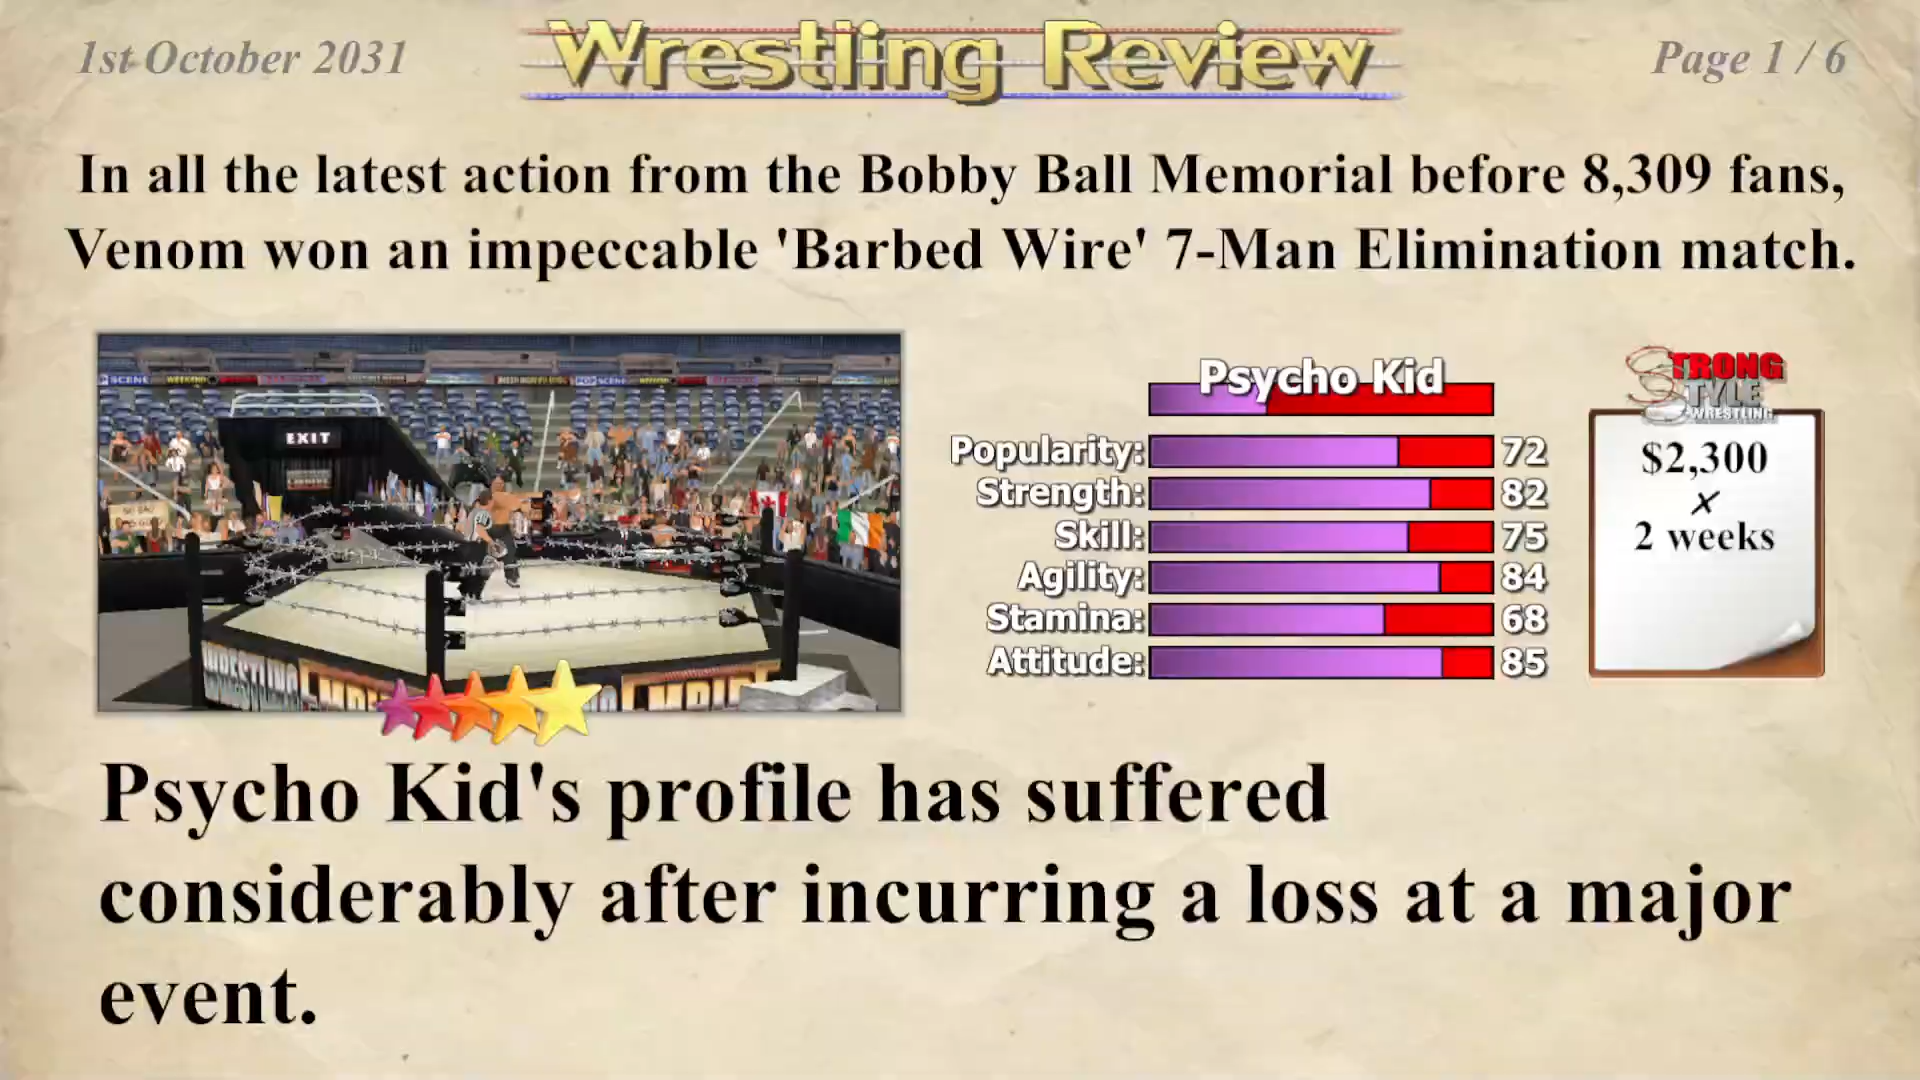 1st October 2031
Wrestling Review
Page 1 / 6
In all the latest action from the Bobby Ball Memorial before 8,309 fans,
Venom won an impeccable 'Barbed Wire' 7-Man Elimination match.
EXIT
WRESTLING
Psycho Kid
Popularity: 72
Strength: 82
Skill: 75
Agility: 84
Stamina: 68
Attitude: 85
STRONG
STYLE
WRESTLING
$2,300
x
2 weeks
Psycho Kid's profile has suffered
considerably after incurring a loss at a major
event.